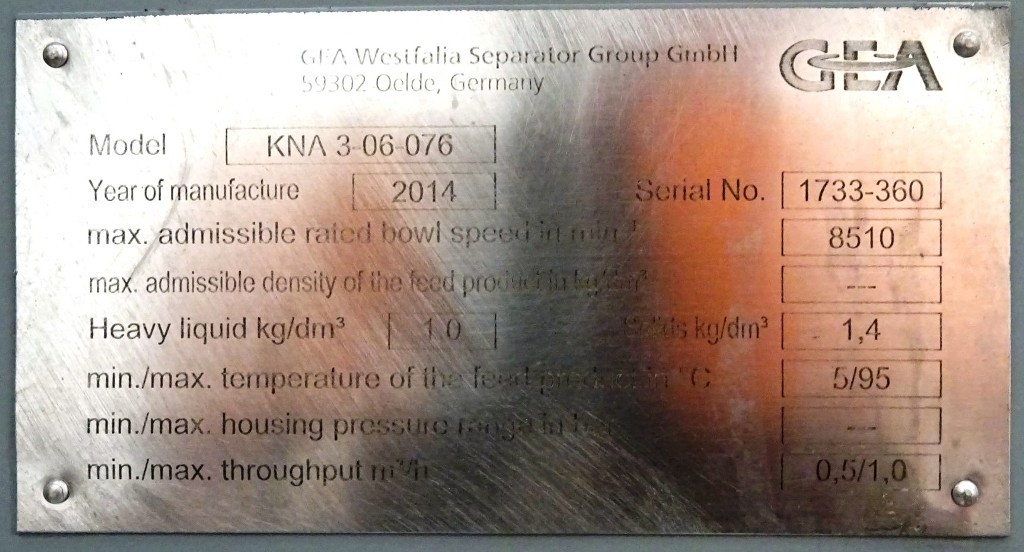 GEA Westfalia Separator Group GmbH
59302 Oelde, Germany
GEA
Model KNA 3-06-076
Year of manufacture 2014 Serial No. 1733-360
max. admissible rated bowl speed in min⁻¹ 8510
max. admissible density of the feed product in kg/dm³ ---
Heavy liquid kg/dm³ 1.0 Solids kg/dm³ 1,4
min./max. temperature of the feed product in °C 5/95
min./max. housing pressure range in bar ---
min./max. throughput m³/h 0,5/1,0